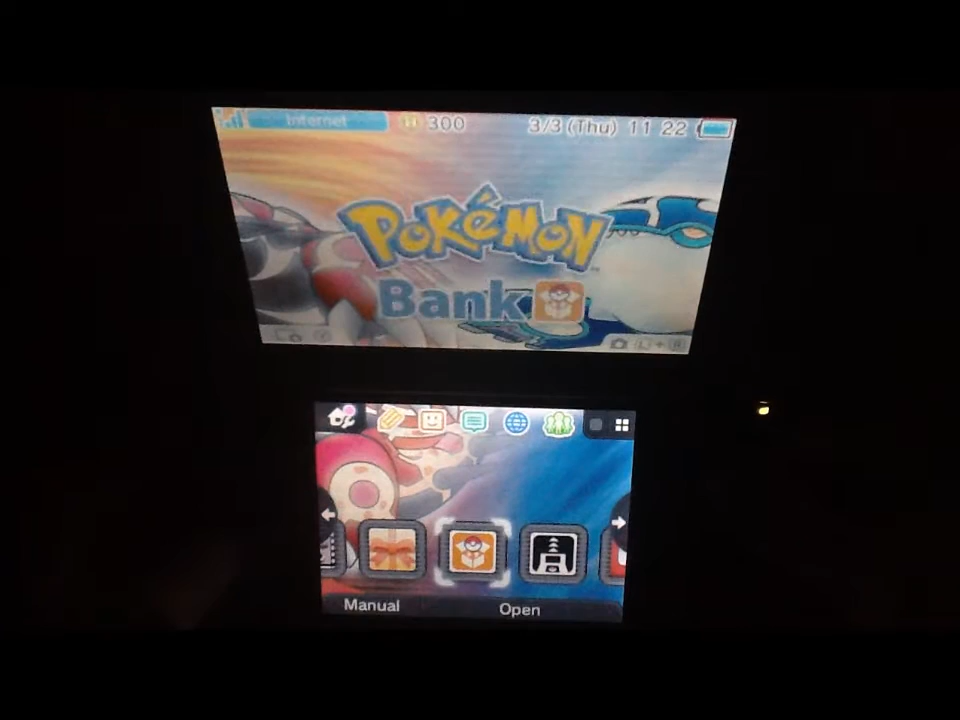 Internet 300 3/3 (Thu) 11 22
POKéMON
Bank
L + R
Manual Open